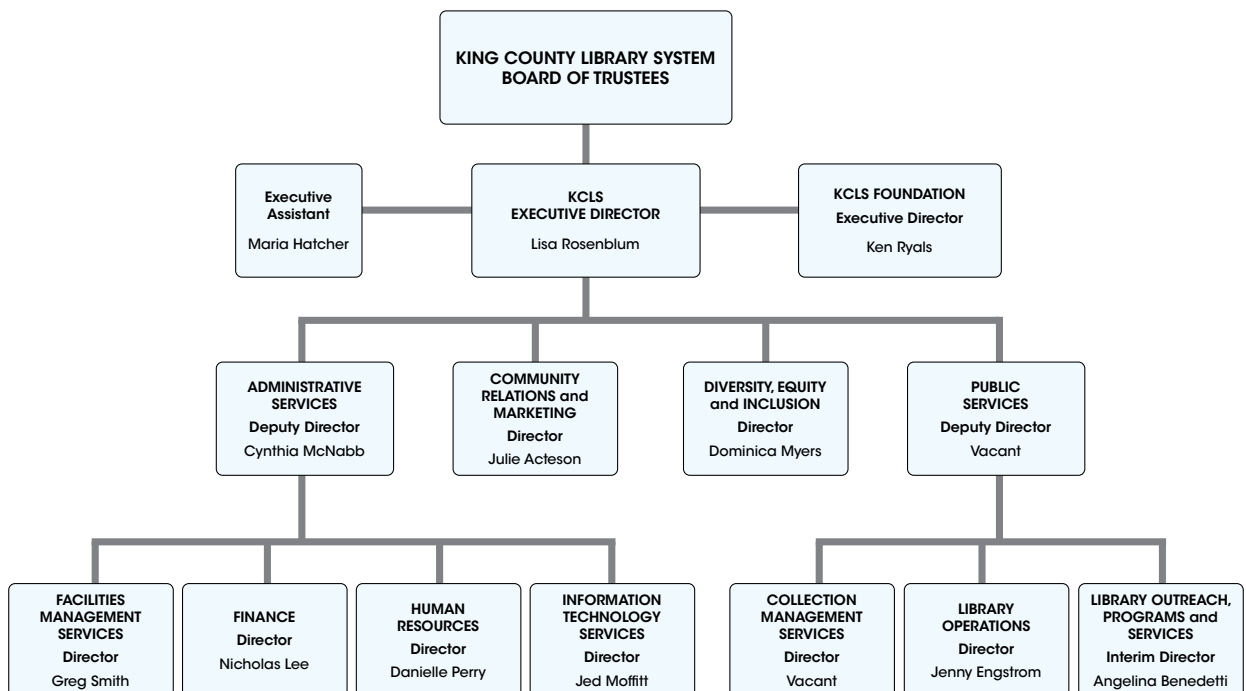 KING COUNTY LIBRARY SYSTEM
BOARD OF TRUSTEES
Executive
Assistant
Maria Hatcher
KCLS
EXECUTIVE DIRECTOR
Lisa Rosenblum
KCLS FOUNDATION
Executive Director
Ken Ryals
ADMINISTRATIVE
SERVICES
Deputy Director
Cynthia McNabb
COMMUNITY
RELATIONS and
MARKETING
Director
Julie Acteson
DIVERSITY, EQUITY
and INCLUSION
Director
Dominica Myers
PUBLIC
SERVICES
Deputy Director
Vacant
FACILITIES
MANAGEMENT
SERVICES
Director
Greg Smith
FINANCE
Director
Nicholas Lee
HUMAN
RESOURCES
Director
Danielle Perry
INFORMATION
TECHNOLOGY
SERVICES
Director
Jed Moffitt
COLLECTION
MANAGEMENT
SERVICES
Director
Vacant
LIBRARY
OPERATIONS
Director
Jenny Engstrom
LIBRARY OUTREACH,
PROGRAMS and
SERVICES
Interim Director
Angelina Benedetti